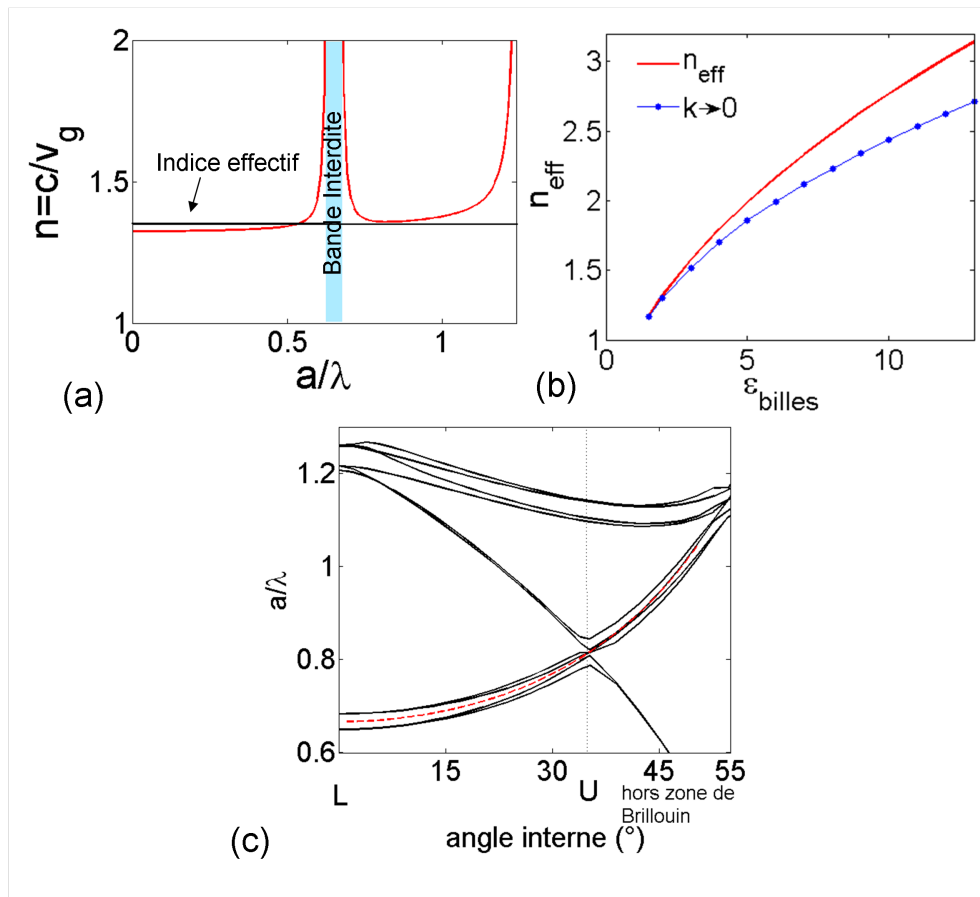 2
1.5
1
n=c/v_g
Indice effectif
Bande Interdite
0
0.5
1
a/λ
(a)
3
2.5
2
1.5
1
n_eff
n_eff
k→0
0
5
10
ε_billes
(b)
1.2
1
0.8
0.6
a/λ
15
30
45
55
L
U
hors zone de
Brillouin
angle interne (°)
(c)